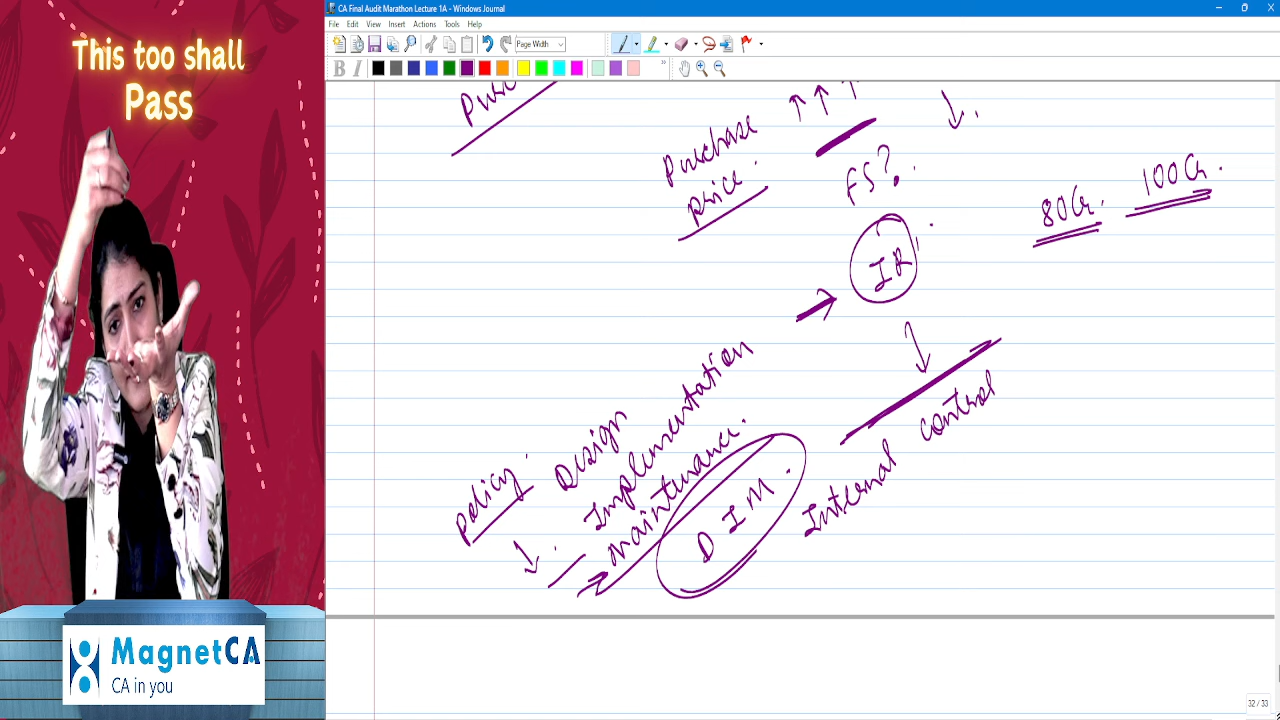 This too shall
Pass
MagnetCA
CA in you
CA Final Audit Marathon Lecture 1A - Windows Journal
File Edit View Insert Actions Tools Help
Page Width
B I
Purchase
price.
↑ ↑ ↑
↓
FS?
80Cr. 100Cr.
IR
→
↓
Internal control
Policy
↓
Design
- Implementation
→ Maintenance.
D I M
32 / 33